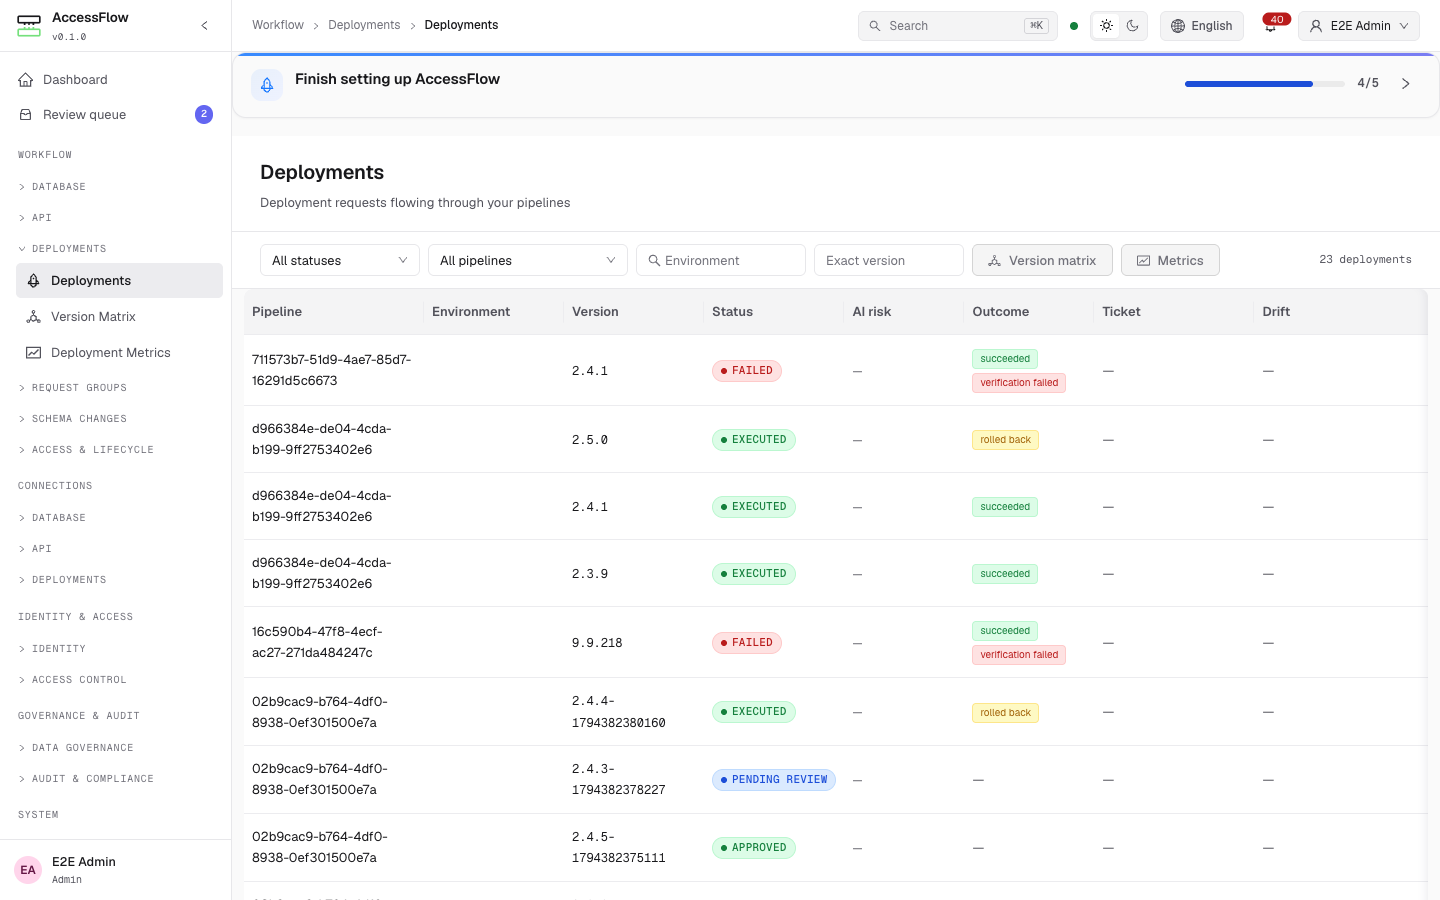 AccessFlow
v0.1.0
Dashboard
Review queue
2
WORKFLOW
DATABASE
API
DEPLOYMENTS
Deployments
Version Matrix
Deployment Metrics
REQUEST GROUPS
SCHEMA CHANGES
ACCESS & LIFECYCLE
CONNECTIONS
DATABASE
API
DEPLOYMENTS
IDENTITY & ACCESS
IDENTITY
ACCESS CONTROL
GOVERNANCE & AUDIT
DATA GOVERNANCE
AUDIT & COMPLIANCE
SYSTEM
EA
E2E Admin
Admin
Workflow > Deployments > Deployments
Search
⌘K
English
40
E2E Admin
Finish setting up AccessFlow
4/5
Deployments
Deployment requests flowing through your pipelines
All statuses
All pipelines
Environment
Exact version
Version matrix
Metrics
23 deployments
Pipeline Environment Version Status AI risk Outcome Ticket Drift
711573b7-51d9-4ae7-85d7-
16291d5c6673
2.4.1
FAILED
—
succeeded
verification failed
—
—
d966384e-de04-4cda-
b199-9ff2753402e6
2.5.0
EXECUTED
—
rolled back
—
—
d966384e-de04-4cda-
b199-9ff2753402e6
2.4.1
EXECUTED
—
succeeded
—
—
d966384e-de04-4cda-
b199-9ff2753402e6
2.3.9
EXECUTED
—
succeeded
—
—
16c590b4-47f8-4ecf-
ac27-271da484247c
9.9.218
FAILED
—
succeeded
verification failed
—
—
02b9cac9-b764-4df0-
8938-0ef301500e7a
2.4.4-
1794382380160
EXECUTED
—
rolled back
—
—
02b9cac9-b764-4df0-
8938-0ef301500e7a
2.4.3-
1794382378227
PENDING REVIEW
—
—
—
—
02b9cac9-b764-4df0-
8938-0ef301500e7a
2.4.5-
1794382375111
APPROVED
—
—
—
—